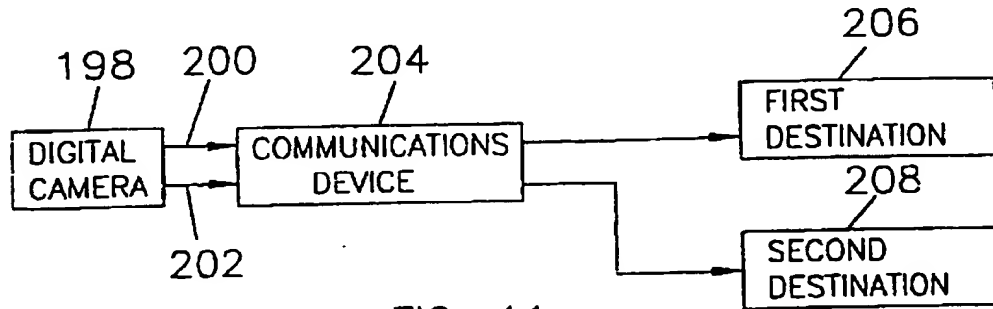 198
200
204
206
DIGITAL
CAMERA
COMMUNICATIONS
DEVICE
FIRST
DESTINATION
202
208
SECOND
DESTINATION